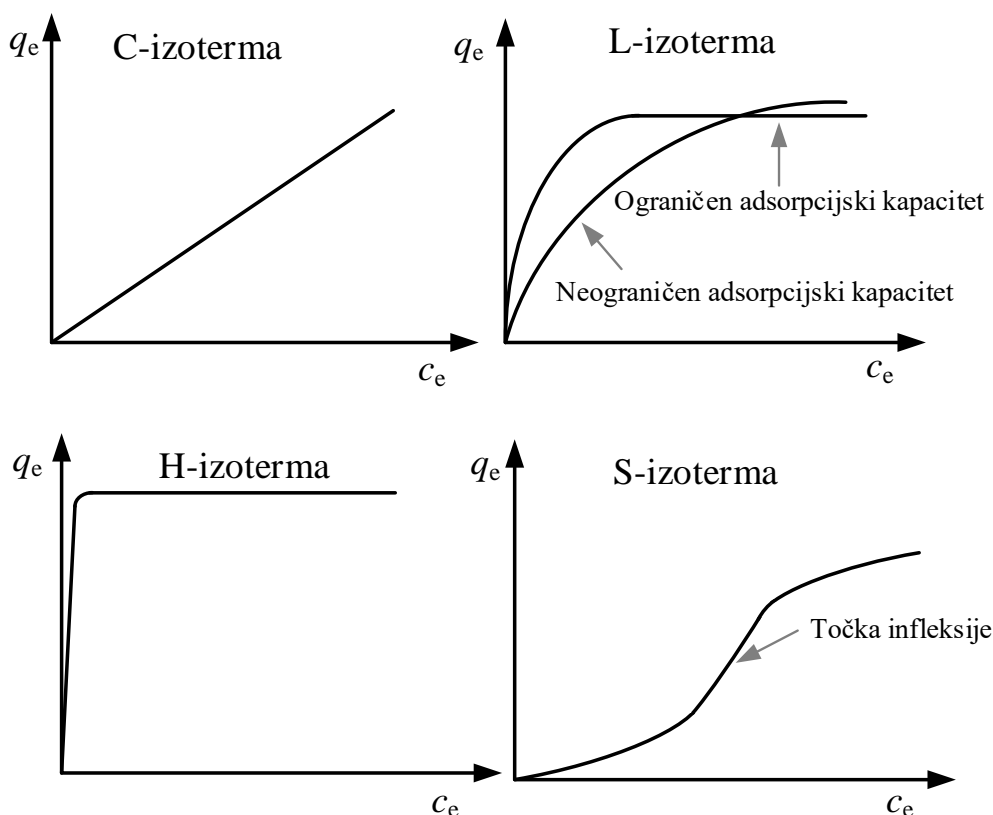 C-izoterma
qe
ce
L-izoterma
qe
Ograničen adsorpcijski kapacitet
Neograničen adsorpcijski kapacitet
ce
H-izoterma
qe
ce
S-izoterma
qe
Točka infleksije
ce